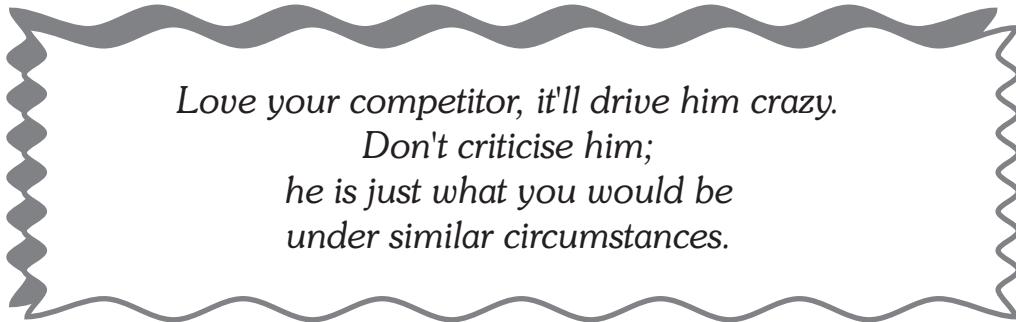 Love your competitor, it'll drive him crazy.
Don't criticise him;
he is just what you would be
under similar circumstances.